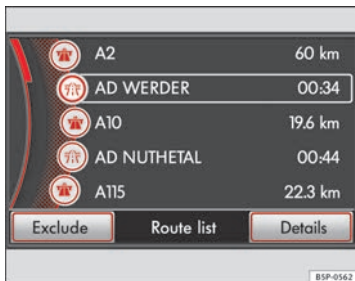 A2 60 km
AD WERDER 00:34
A10 19.6 km
AD NUTHETAL 00:44
A115 22.3 km
Exclude Route list Details
B5P-0562